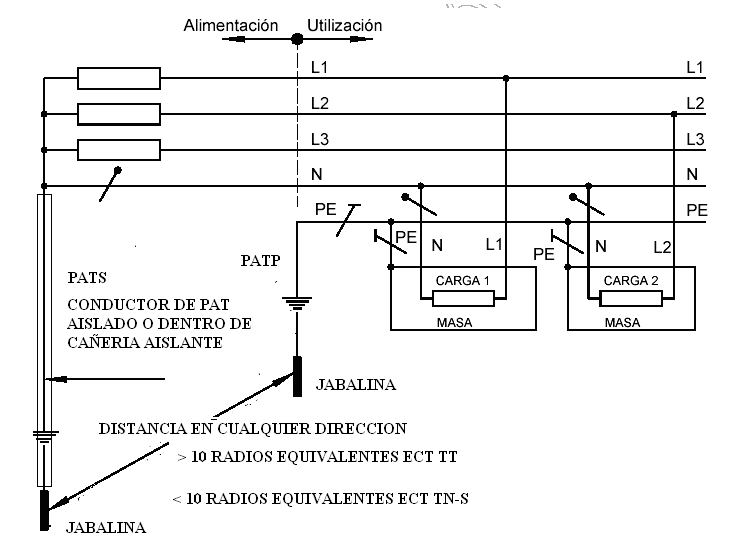 Alimentación Utilización
L1 L1
L2 L2
L3 L3
N N
PE PE
PE N L1 PE N L2
PATP
PATS
CARGA 1 CARGA 2
CONDUCTOR DE PAT
AISLADO O DENTRO DE
CAÑERIA AISLANTE
MASA MASA
JABALINA
DISTANCIA EN CUALQUIER DIRECCION
> 10 RADIOS EQUIVALENTES ECT TT
< 10 RADIOS EQUIVALENTES ECT TN-S
JABALINA